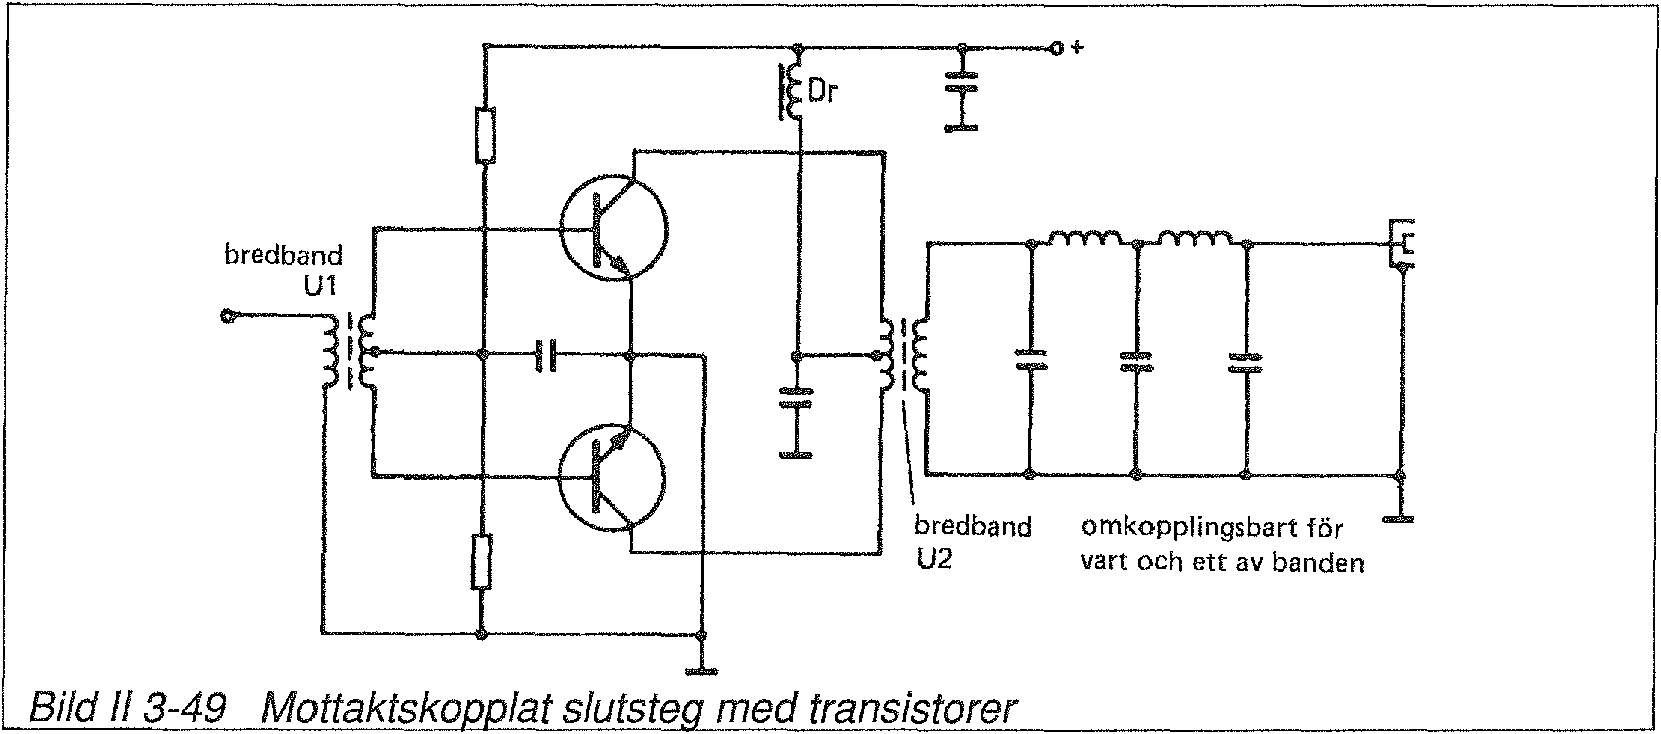 +
Dr
bredband
U1
bredband
U2
omkopplingsbart för
vart och ett av banden
Bild II 3-49 Mottaktskopplat slutsteg med transistorer